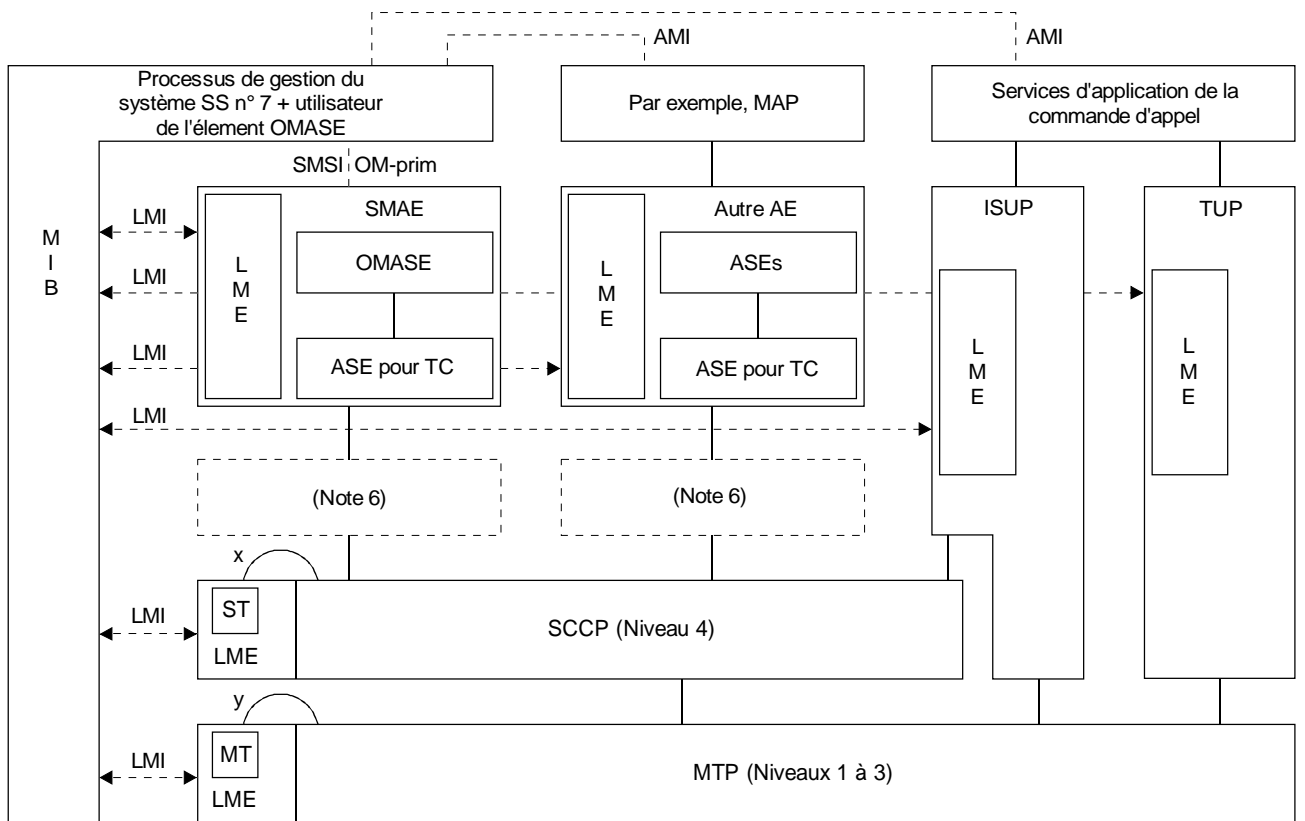 AMI
AMI
Processus de gestion du
système SS n° 7 + utilisateur
de l'élement OMASE
Par exemple, MAP
Services d'application de la
commande d'appel
SMSI
OM-prim
M
I
B
LMI
LMI
LMI
LMI
L
M
E
SMAE
OMASE
ASE pour TC
L
M
E
Autre AE
ASEs
ASE pour TC
ISUP
L
M
E
TUP
L
M
E
(Note 6)
(Note 6)
x
LMI
ST
LME
SCCP (Niveau 4)
y
LMI
MT
LME
MTP (Niveaux 1 à 3)